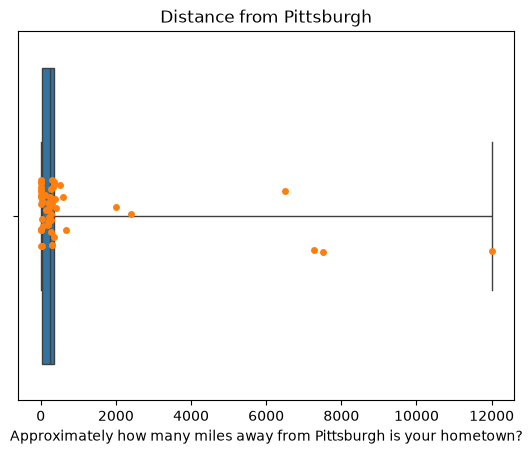 Distance from Pittsburgh
0 2000 4000 6000 8000 10000 12000
Approximately how many miles away from Pittsburgh is your hometown?